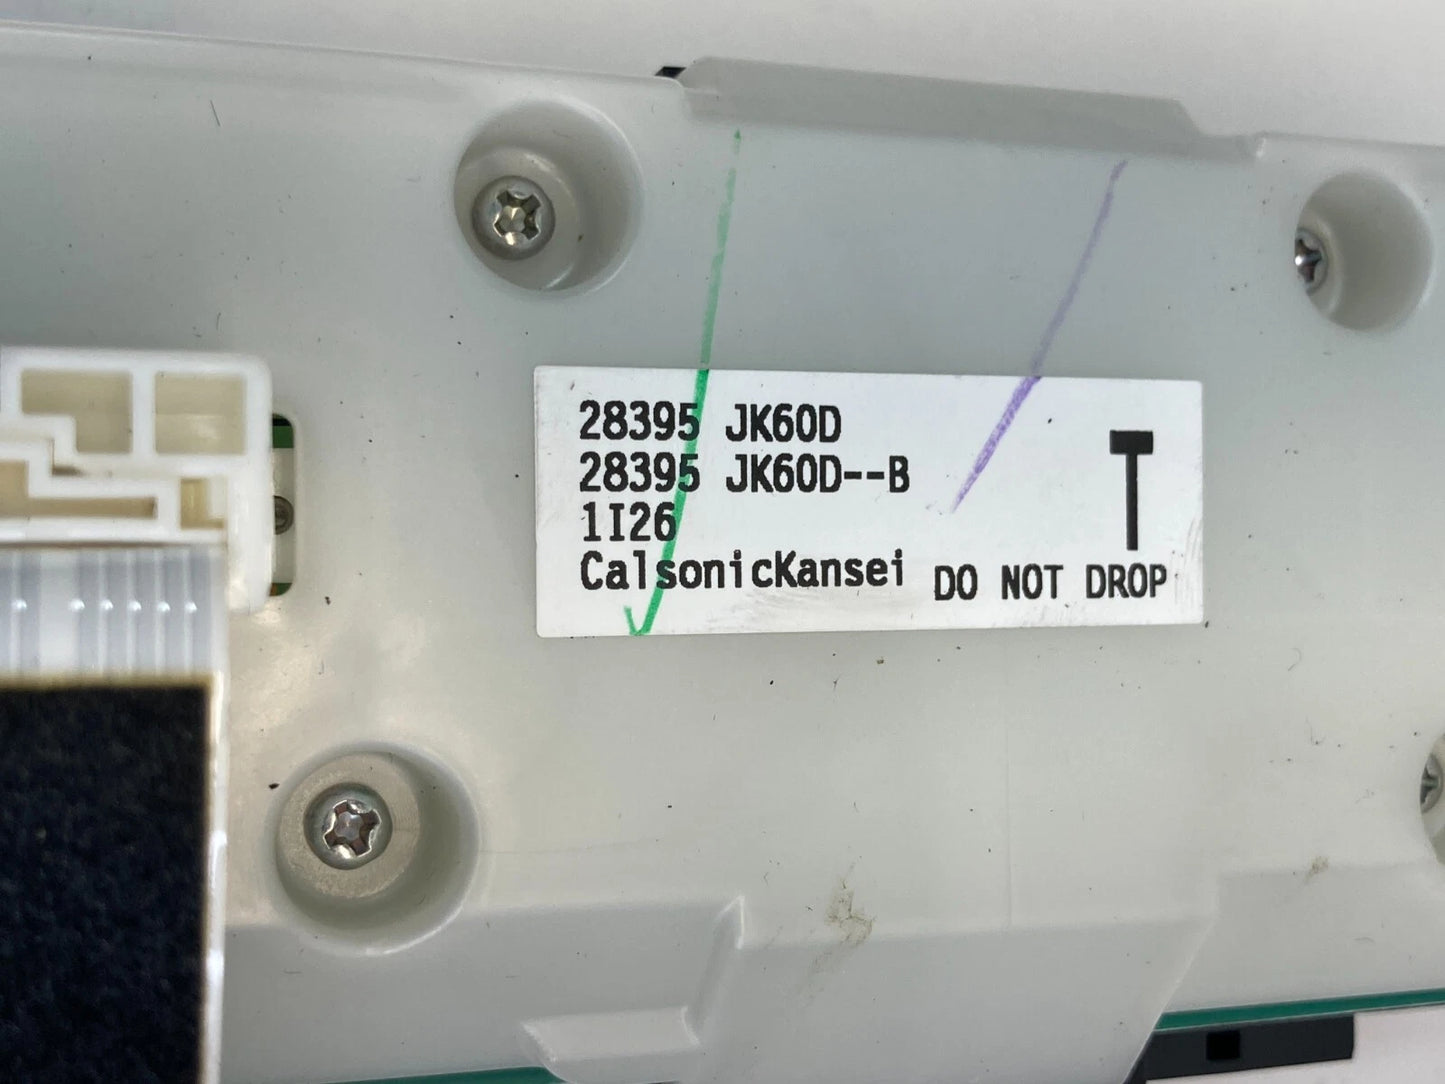 28395 JK60D
28395 JK60D--B
1I26
CalsonicKansei
T
DO NOT DROP